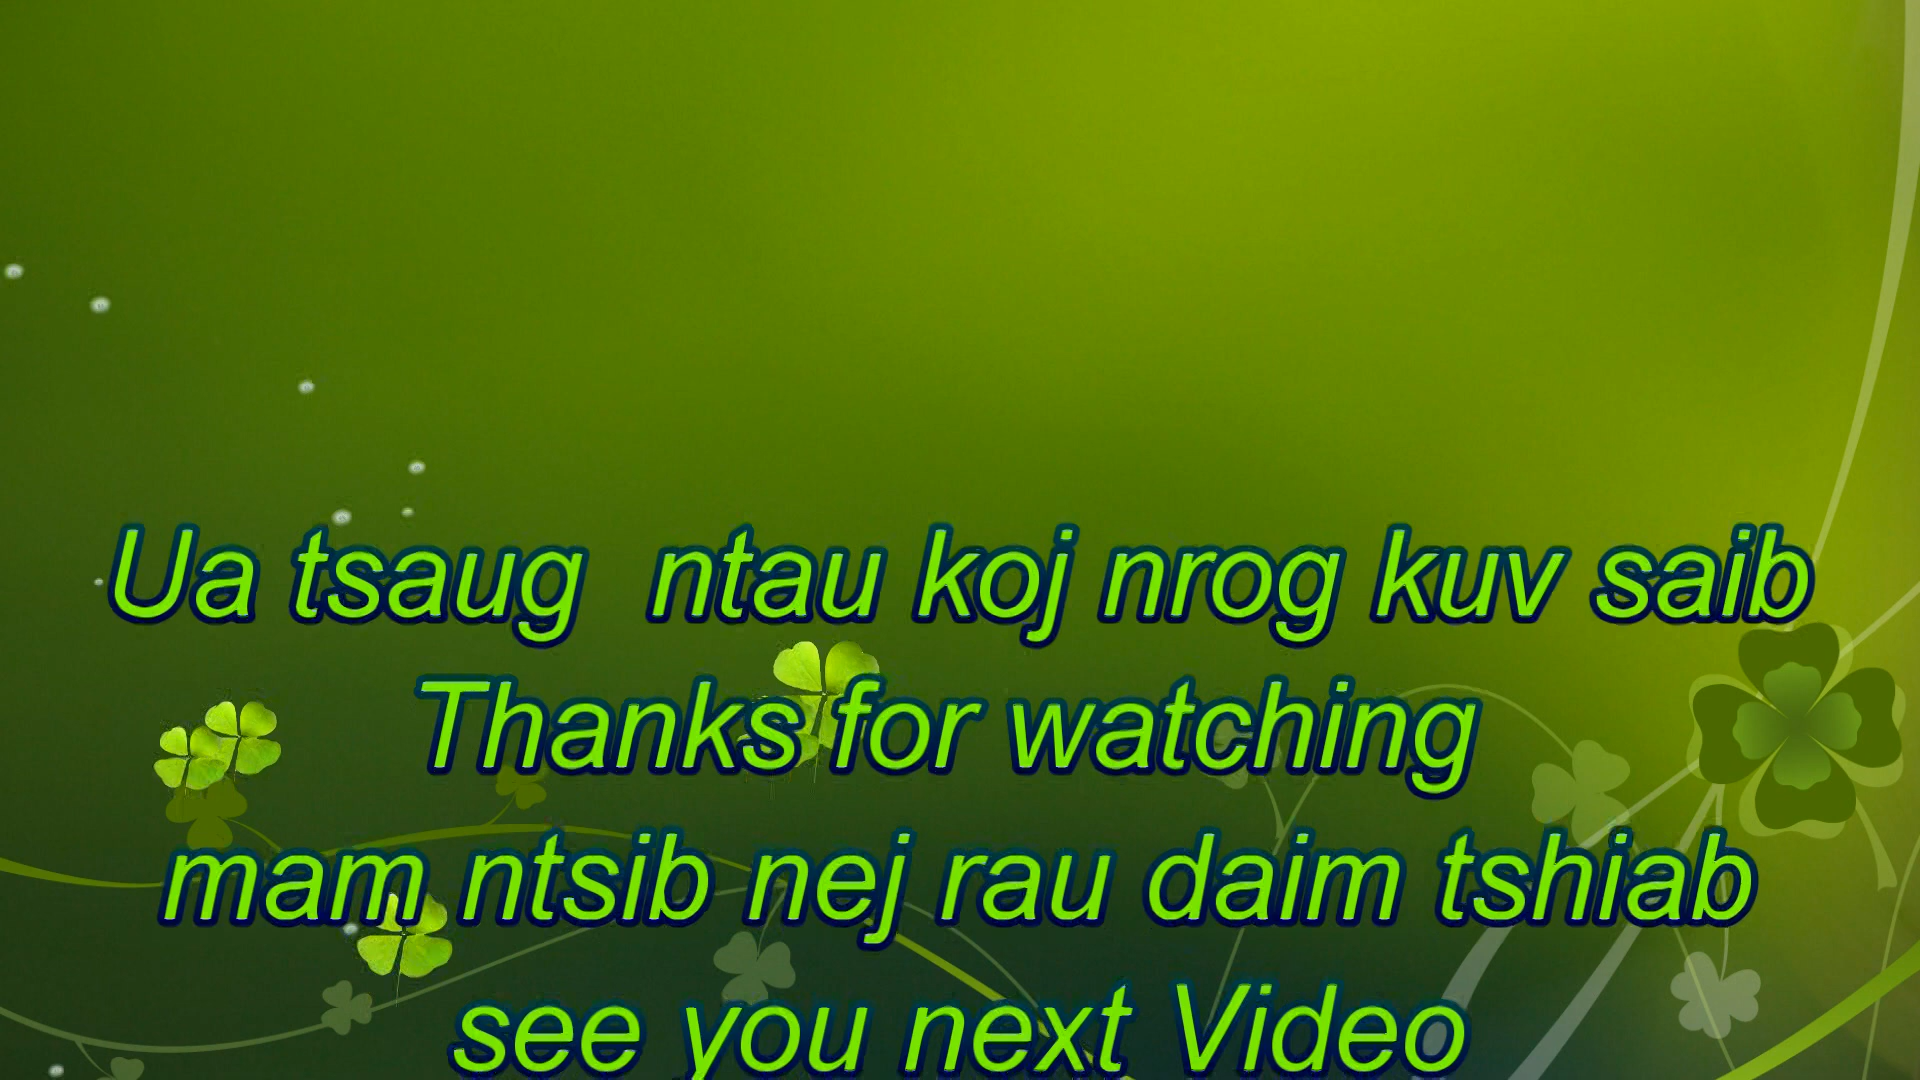 Ua tsaug  ntau koj nrog kuv saib
Thanks for watching
mam ntsib nej rau daim tshiab
see you next Video